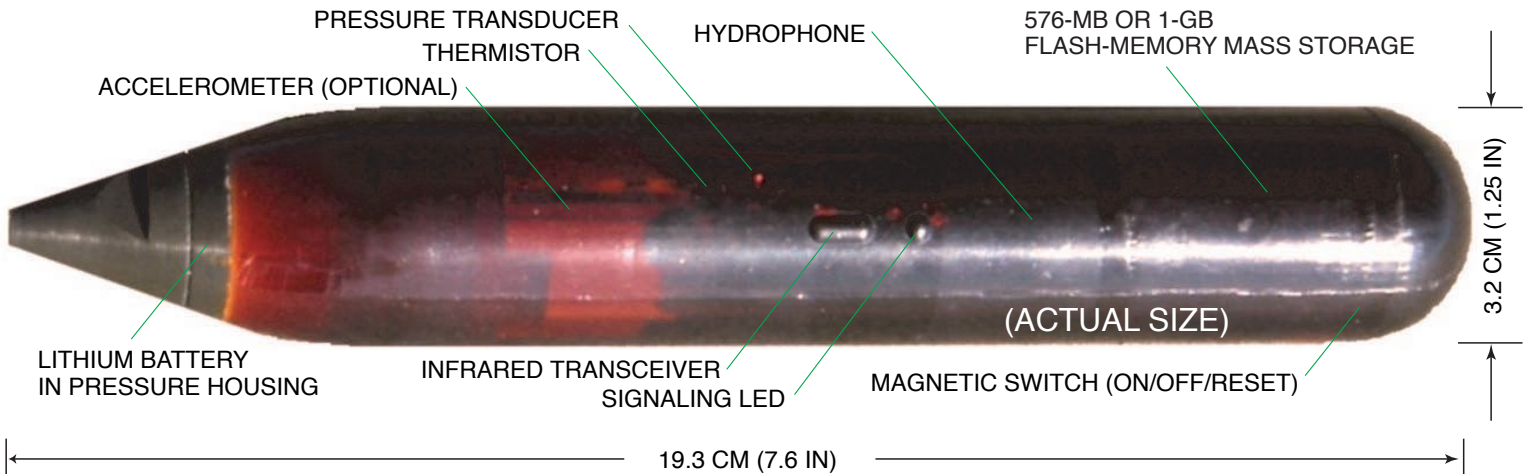 PRESSURE TRANSDUCER
THERMISTOR
ACCELEROMETER (OPTIONAL)
HYDROPHONE
576-MB OR 1-GB
FLASH-MEMORY MASS STORAGE
3.2 CM (1.25 IN)
(ACTUAL SIZE)
LITHIUM BATTERY
IN PRESSURE HOUSING
INFRARED TRANSCEIVER
SIGNALING LED
MAGNETIC SWITCH (ON/OFF/RESET)
19.3 CM (7.6 IN)